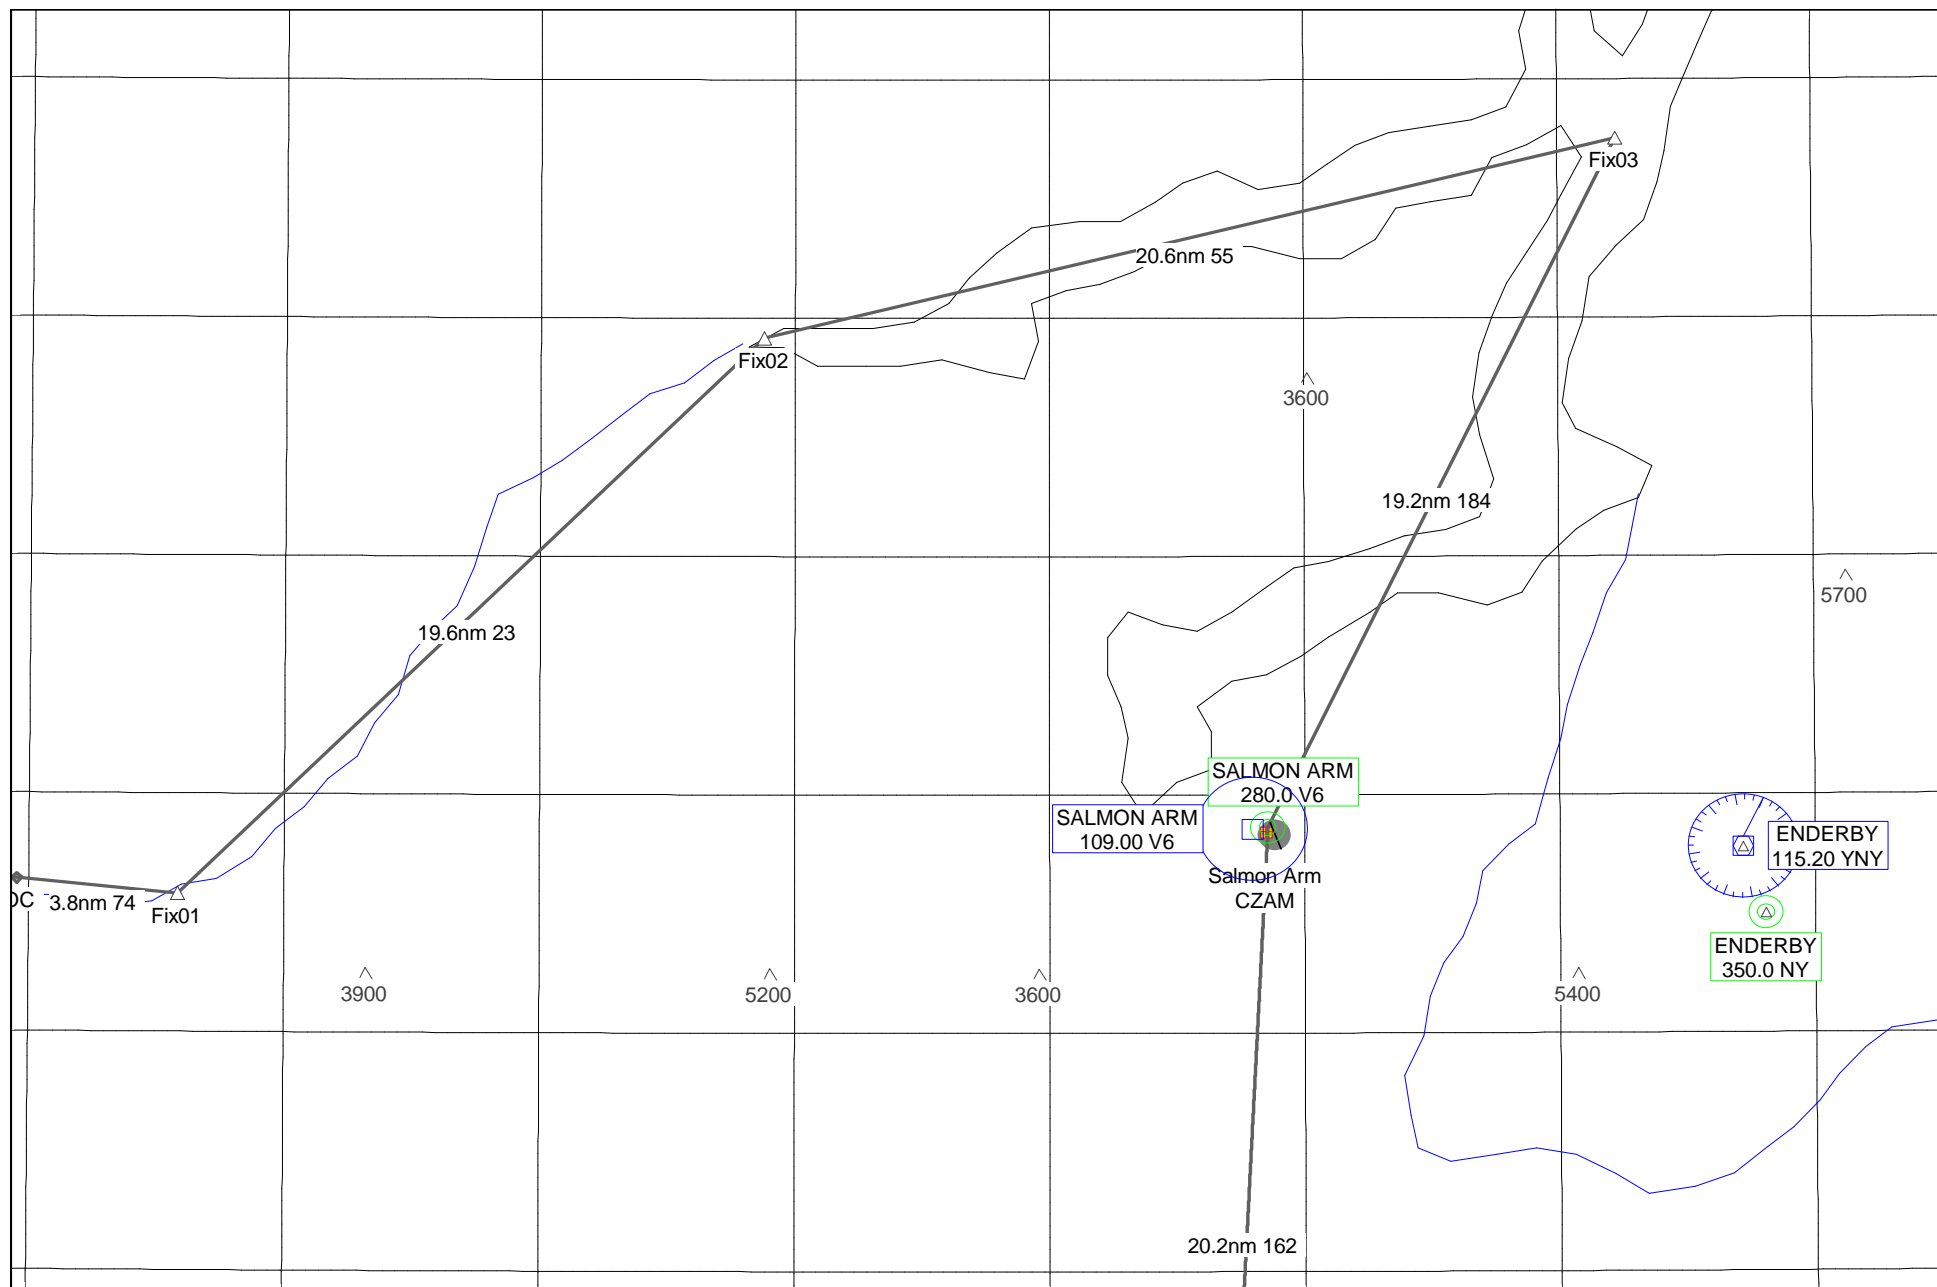 Fix03
20.6nm 55
Fix02
3600
19.2nm 184
5700
19.6nm 23
SALMON ARM
280.0 V6
SALMON ARM
109.00 V6
ENDERBY
115.20 YNY
Salmon Arm
CZAM
3.8nm 74
Fix01
ENDERBY
350.0 NY
3900
5200
3600
5400
20.2nm 162